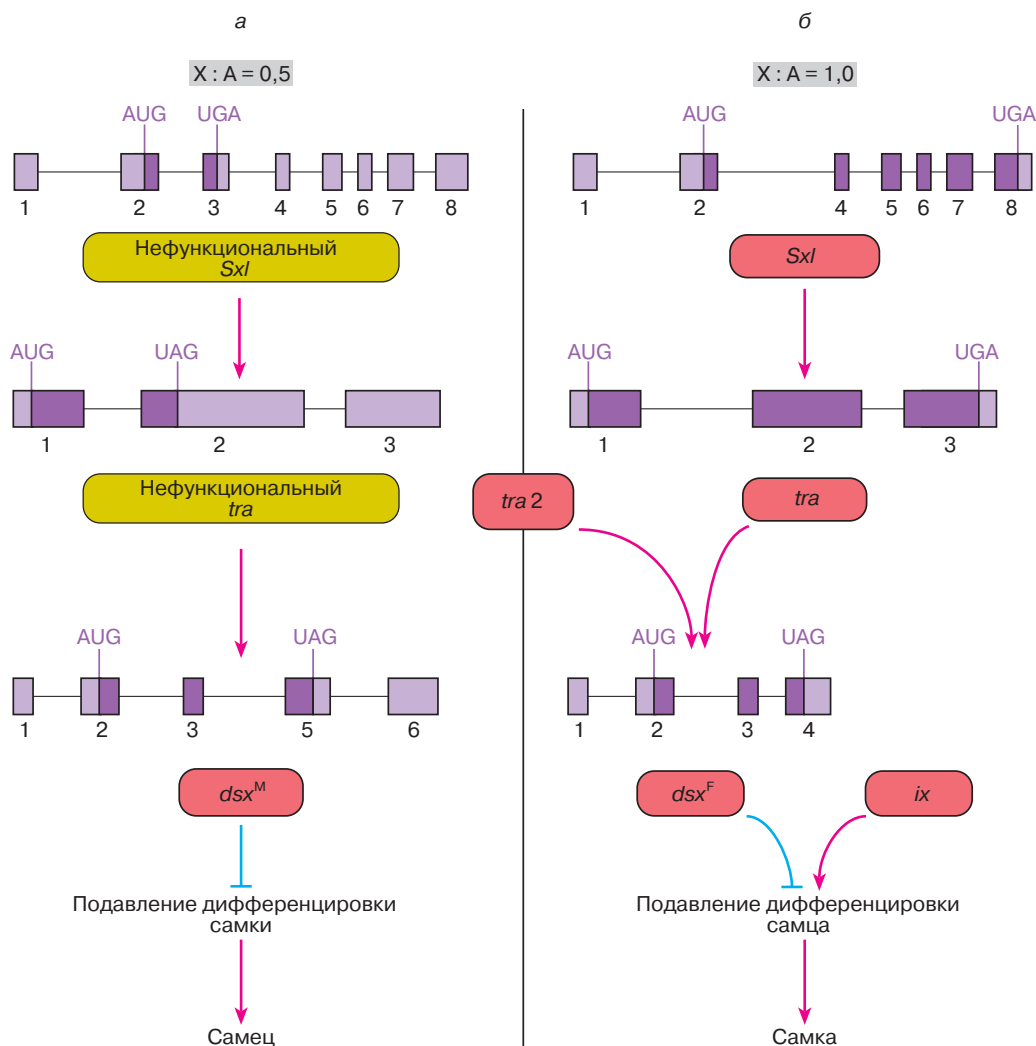 а
X : A = 0,5
AUG UGA
1 2 3 4 5 6 7 8
Нефункциональный
Sxl
AUG UAG
1 2 3
Нефункциональный
tra
AUG UAG
1 2 3 5 6
dsxM
Подавление дифференцировки
самки
Самец
б
X : A = 1,0
AUG UGA
1 2 4 5 6 7 8
Sxl
AUG UGA
1 2 3
tra 2 tra
AUG UAG
1 2 3 4
dsxF ix
Подавление дифференцировки
самца
Самка